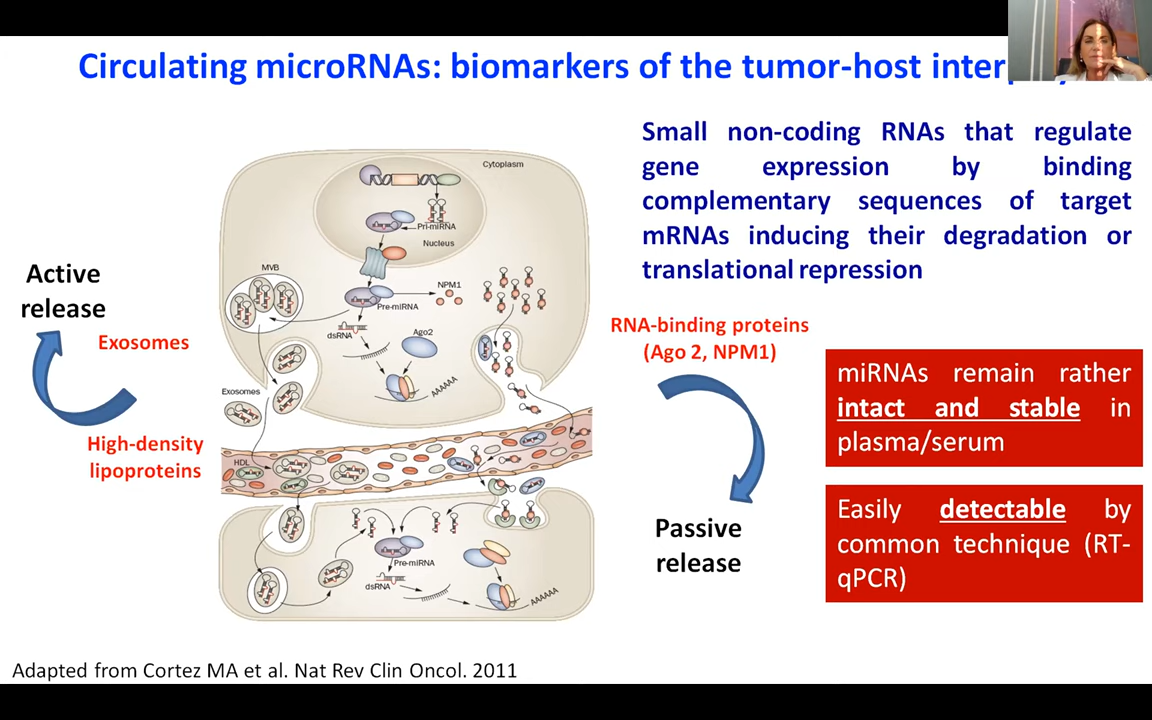 Circulating microRNAs: biomarkers of the tumor-host
Small non-coding RNAs that regulate
gene expression by binding
complementary sequences of target
mRNAs inducing their degradation or
translational repression
Active
release
Exosomes
High-density
lipoproteins
Cytoplasm
Pri-miRNA
Nucleus
MVB
NPM1
Pre-miRNA
dsRNA
Ago2
AAAAAA
Exosomes
HDL
Pre-miRNA
dsRNA
AAAAAA
RNA-binding proteins
(Ago 2, NPM1)
Passive
release
miRNAs remain rather
intact and stable in
plasma/serum
Easily detectable by
common technique (RT-
qPCR)
Adapted from Cortez MA et al. Nat Rev Clin Oncol. 2011